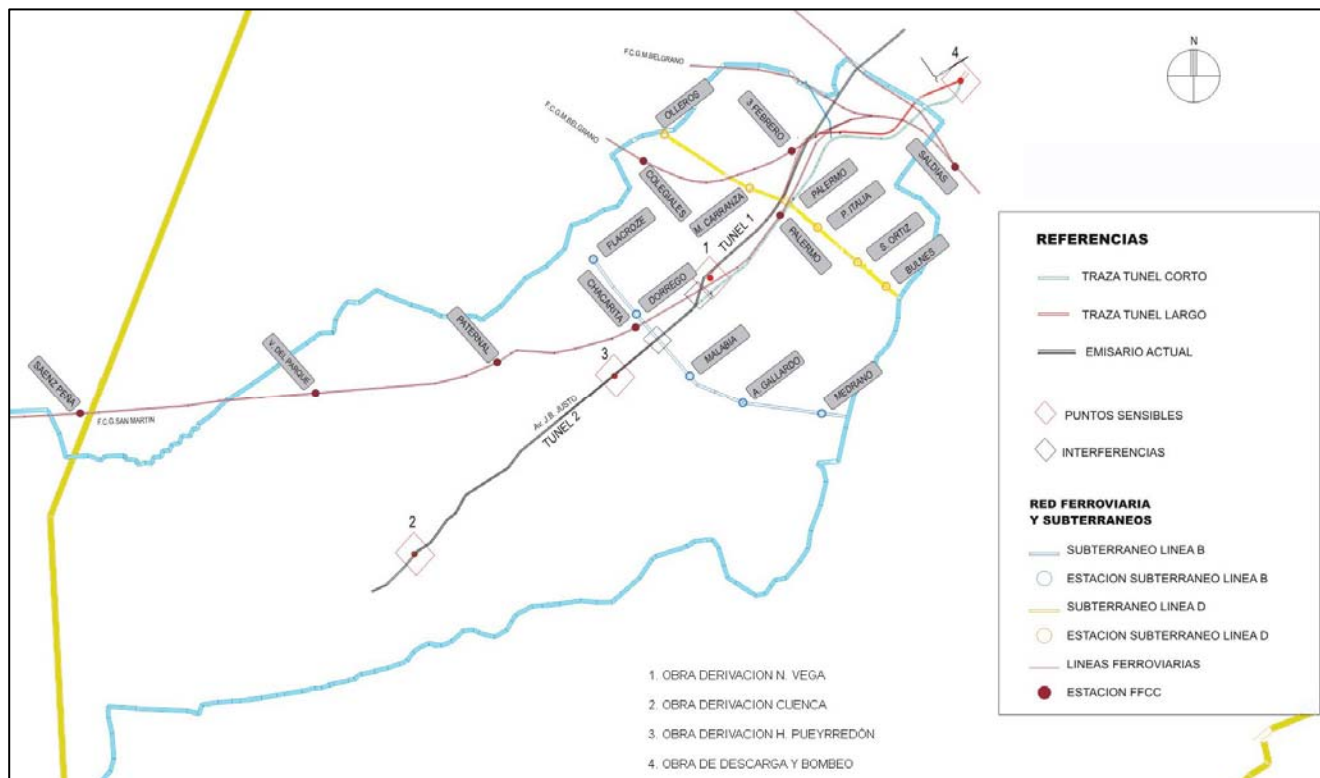 N
4
F.C.G.M.BELGRANO
OLLEROS
3 FEBRERO
F.C.G.M.BELGRANO
SALDIAS
COLEGIALES
M. CARRANZA
PALERMO
P. ITALIA
FLACROZE
TUNEL 1
PALERMO
S. ORTIZ
BULNES
1
DORREGO
CHACARITA
PATERNAL
V. DEL PARQUE
SAENZ PEÑA
F.C.G.SAN MARTIN
3
MALABIA
A. GALLARDO
MEDRANO
Av. J.B. JUSTO
TUNEL 2
2
1. OBRA DERIVACION N. VEGA
2. OBRA DERIVACION CUENCA
3. OBRA DERIVACION H. PUEYRREDÓN
4. OBRA DE DESCARGA Y BOMBEO
REFERENCIAS
TRAZA TUNEL CORTO
TRAZA TUNEL LARGO
EMISARIO ACTUAL
PUNTOS SENSIBLES
INTERFERENCIAS
RED FERROVIARIA
Y SUBTERRANEOS
SUBTERRANEO LINEA B
ESTACION SUBTERRANEO LINEA B
SUBTERRANEO LINEA D
ESTACION SUBTERRANEO LINEA D
LINEAS FERROVIARIAS
ESTACION FFCC